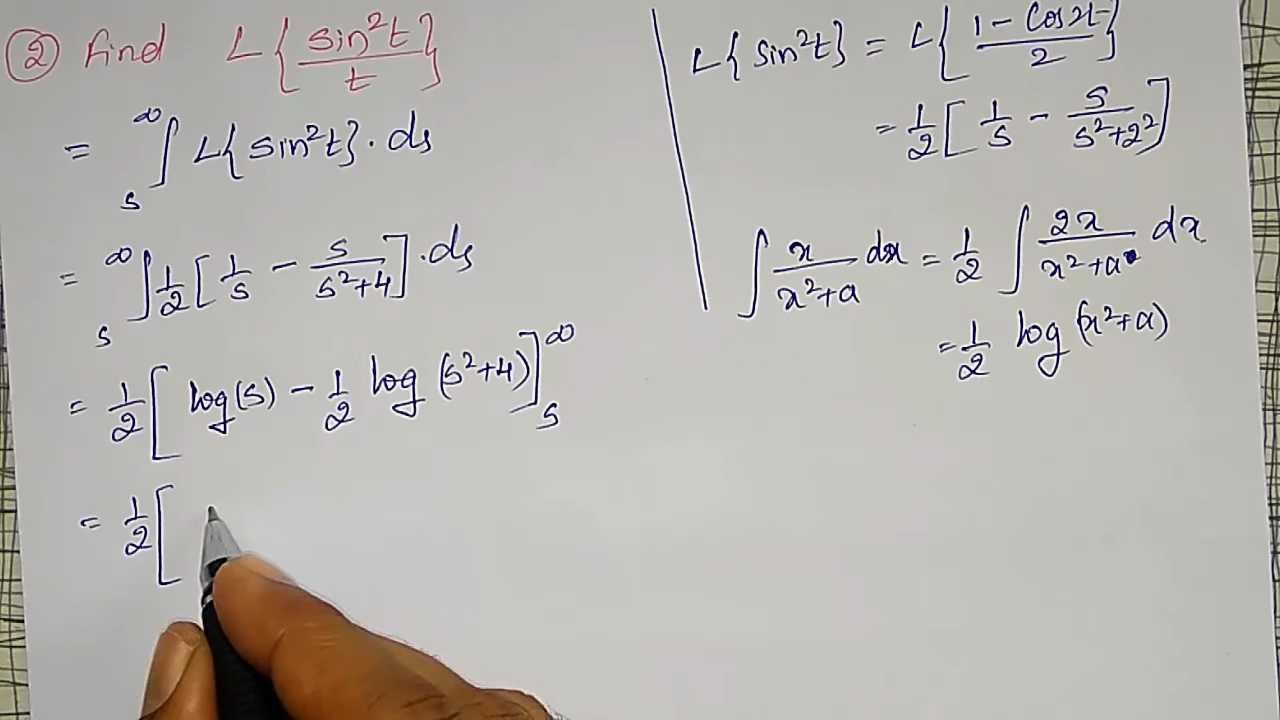 ② Find L{sin²t/t}
= ∞∫s L{sin²t}.ds
= ∞∫s 1/2[1/s - s/(s²+4)].ds
= 1/2[log(s) - 1/2 log(s²+4)]∞s
= 1/2[
L{sin²t} = L{(1-Cos2t)/2}
= 1/2[1/s - s/(s²+2²)]
∫ x/(x²+a) dx = 1/2 ∫ 2x/(x²+a) dx
= 1/2 log(x²+a)